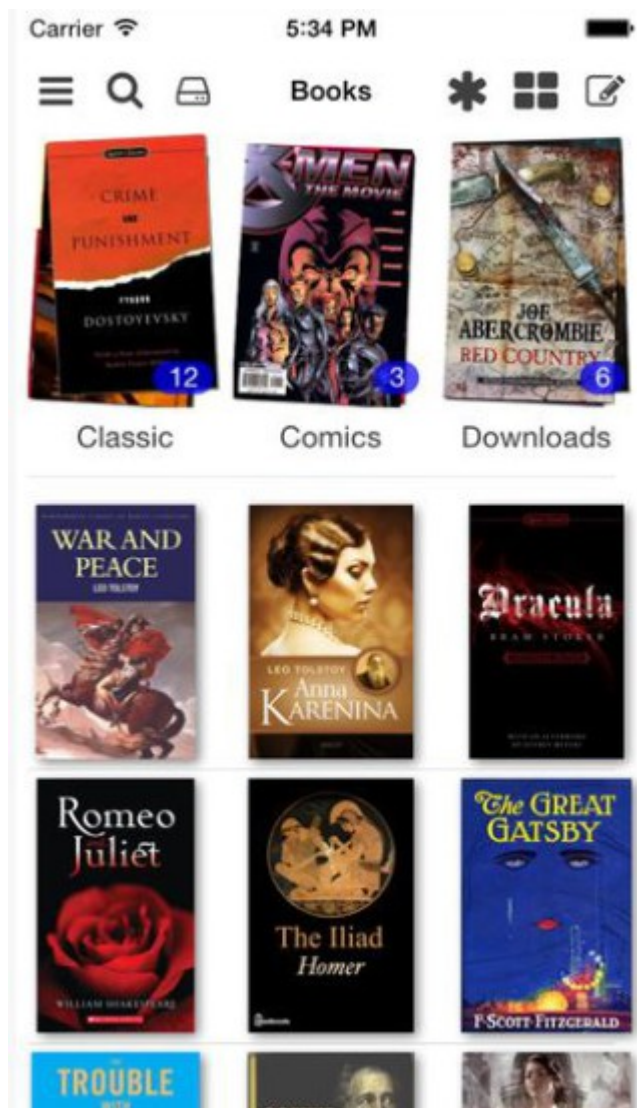 Carrier 5:34 PM
Books
CRIME
AND
PUNISHMENT
FYODOR
DOSTOYEVSKY
12
Classic
X-MEN
THE MOVIE
3
Comics
JOE
ABERCROMBIE
RED COUNTRY
6
Downloads
WAR AND
PEACE
LEO TOLSTOY
LEO TOLSTOY
Anna
KARENINA
Dracula
BRAM STOKER
Romeo
Juliet
WILLIAM SHAKESPEARE
The Iliad
Homer
The GREAT
GATSBY
F·SCOTT FITZGERALD
TROUBLE
WITH